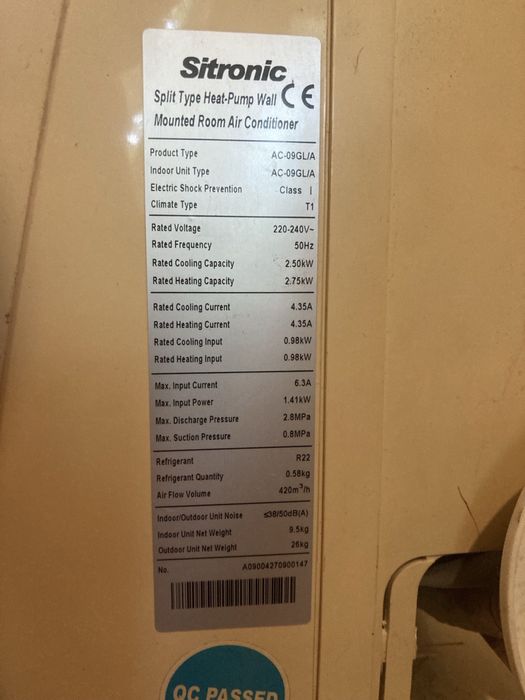 Sitronic
Split Type Heat-Pump Wall CE
Mounted Room Air Conditioner
Product Type AC-09GL/A
Indoor Unit Type AC-09GL/A
Electric Shock Prevention Class I
Climate Type T1
Rated Voltage 220-240V~
Rated Frequency 50Hz
Rated Cooling Capacity 2.50kW
Rated Heating Capacity 2.75kW
Rated Cooling Current 4.35A
Rated Heating Current 4.35A
Rated Cooling Input 0.98kW
Rated Heating Input 0.98kW
Max. Input Current 6.3A
Max. Input Power 1.41kW
Max. Discharge Pressure 2.8MPa
Max. Suction Pressure 0.8MPa
Refrigerant R22
Refrigerant Quantity 0.58kg
Air Flow Volume 420m³/h
Indoor/Outdoor Unit Noise ≤38/50dB(A)
Indoor Unit Net Weight 9.5kg
Outdoor Unit Net Weight 26kg
No. A09004270900147
QC PASSED